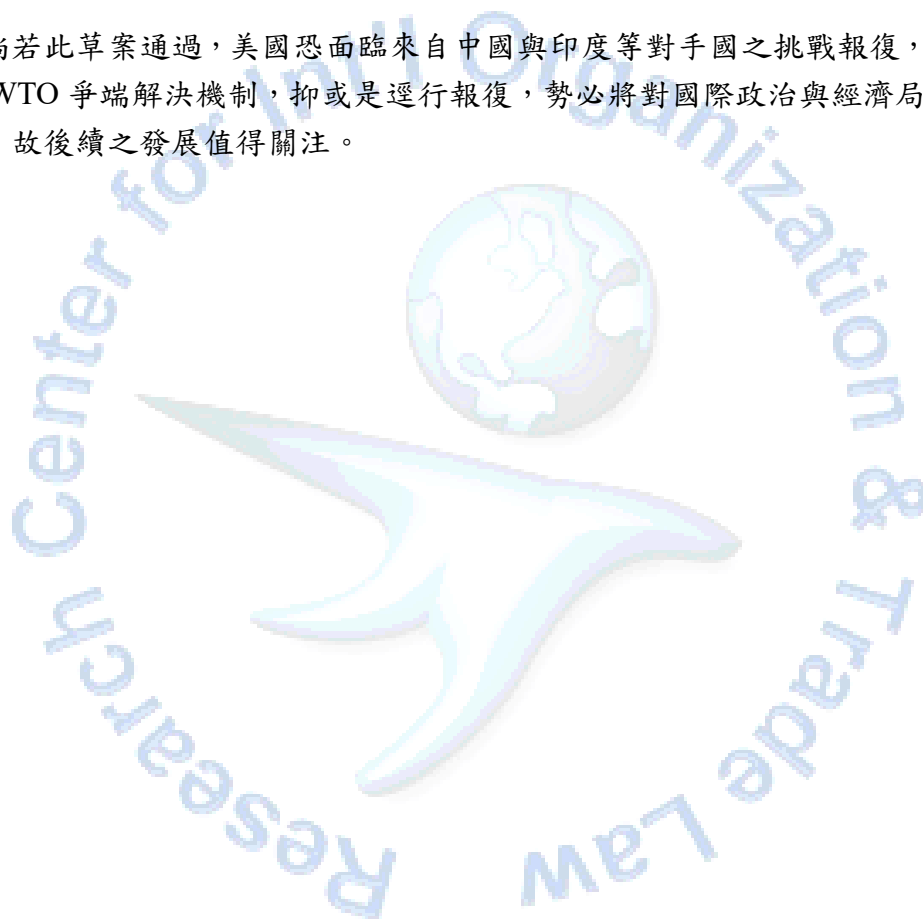 倘若此草案通過，美國恐面臨來自中國與印度等對手國之挑戰報復，
WTO 爭端解決機制，抑或是逕行報復，勢必將對國際政治與經濟局
故後續之發展值得關注。
Research Center for Int'l Organization & Trade Law